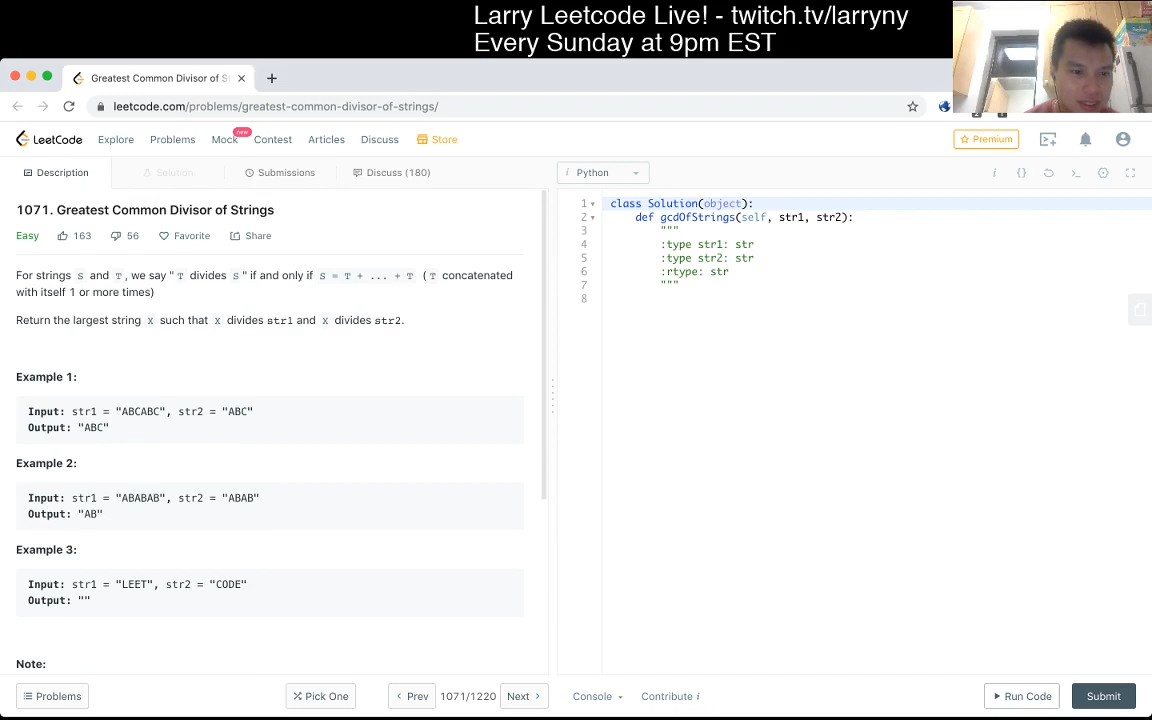 Larry Leetcode Live! - twitch.tv/larryny
Every Sunday at 9pm EST
Greatest Common Divisor of S
leetcode.com/problems/greatest-common-divisor-of-strings/
LeetCode Explore Problems Mock new Contest Articles Discuss Store Premium
Description Solution Submissions Discuss (180) i Python
1071. Greatest Common Divisor of Strings
Easy 163 56 Favorite Share
For strings S and T, we say "T divides S" if and only if S = T + ... + T (T concatenated
with itself 1 or more times)
Return the largest string X such that X divides str1 and X divides str2.
Example 1:
Input: str1 = "ABCABC", str2 = "ABC"
Output: "ABC"
Example 2:
Input: str1 = "ABABAB", str2 = "ABAB"
Output: "AB"
Example 3:
Input: str1 = "LEET", str2 = "CODE"
Output: ""
Note:
1 class Solution(object):
2 def gcdOfStrings(self, str1, str2):
3 """
4 :type str1: str
5 :type str2: str
6 :rtype: str
7 """
8
Problems Pick One Prev 1071/1220 Next Console Contribute i Run Code Submit